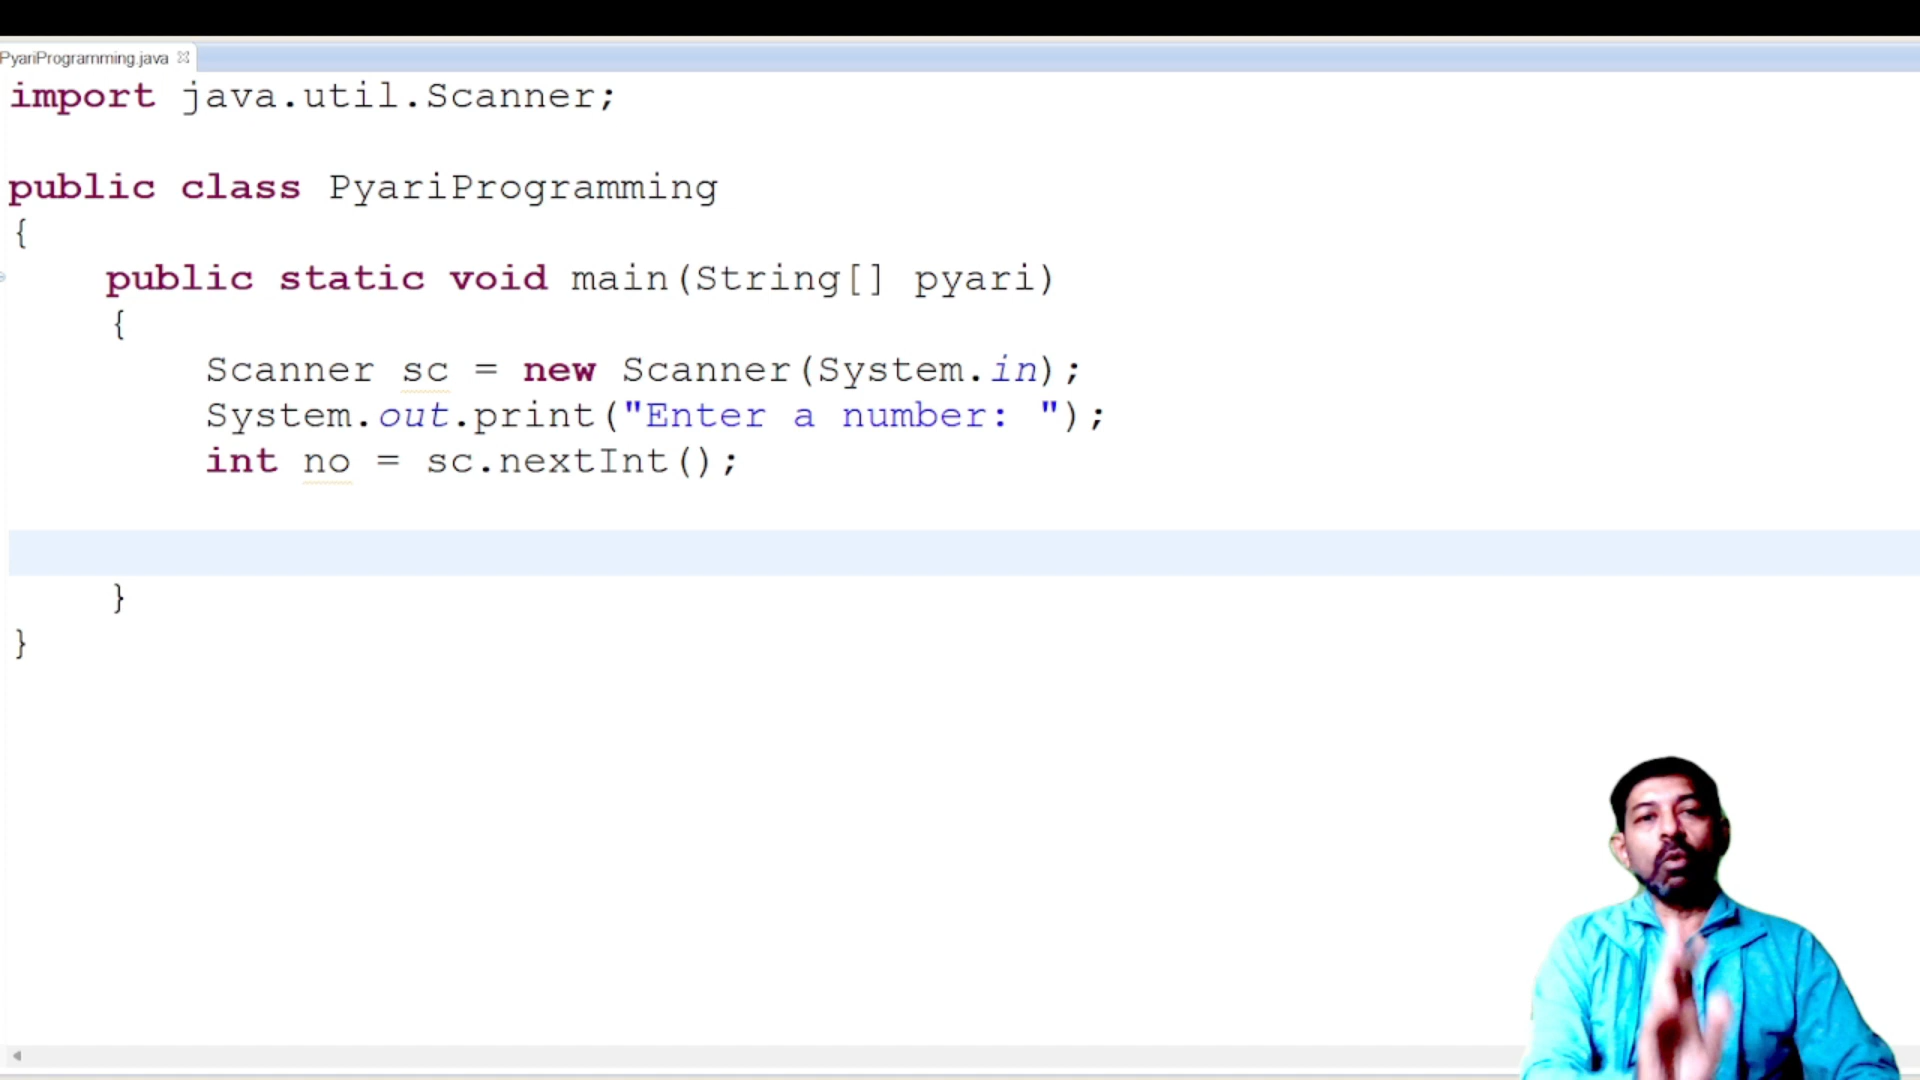 PyariProgramming.java
import java.util.Scanner;
public class PyariProgramming
{
public static void main(String[] pyari)
{
Scanner sc = new Scanner(System.in);
System.out.print("Enter a number: ");
int no = sc.nextInt();
}
}